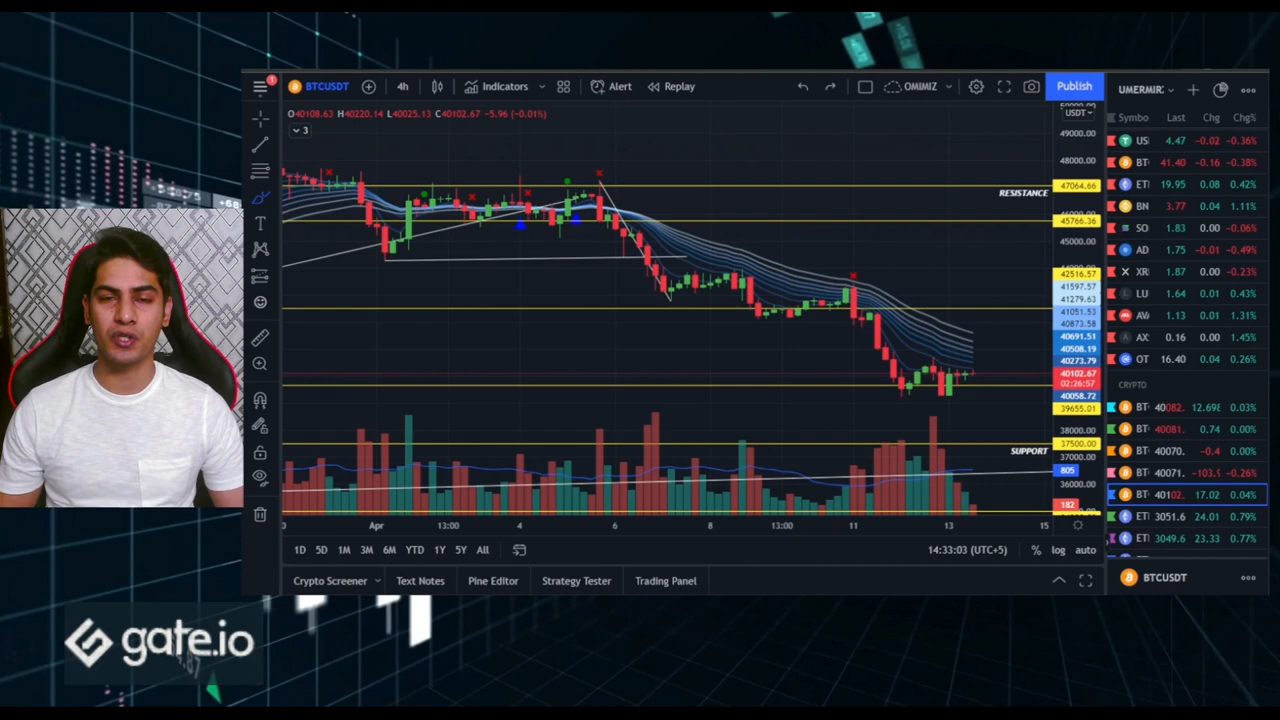 BTCUSDT 4h Indicators Alert Replay OMIMIZ Publish
O40108.63 H40220.14 L40025.13 C40102.67 −5.96 (−0.01%)
3
USDT
49000.00
48000.00
47064.66
RESISTANCE
45766.36
45000.00
42516.57
41597.57
41279.63
41051.53
40873.58
40691.51
40508.19
40273.79
40102.67
02:26:57
40058.72
39655.01
38000.00
37500.00
37000.00
SUPPORT
805
36000.00
182
Apr 13:00 4 6 8 13:00 11 13 15
1D 5D 1M 3M 6M YTD 1Y 5Y All 14:33:03 (UTC+5) % log auto
Crypto Screener Text Notes Pine Editor Strategy Tester Trading Panel
1
UMERMIRZ
Symbo Last Chg Chg%
US 4.47 −0.02 −0.36%
BT 41.40 −0.16 −0.38%
ETI 19.95 0.08 0.42%
BN 3.77 0.04 1.11%
SO 1.83 0.00 −0.06%
AD 1.75 −0.01 −0.49%
XRI 1.87 0.00 −0.23%
LU 1.64 0.01 0.43%
AVA 1.13 0.01 1.31%
AX 0.16 0.00 1.45%
OT 16.40 0.04 0.26%
CRYPTO
BT 40082. 12.698 0.03%
BT 40081. 0.74 0.00%
BT 40070. −0.4 0.00%
BT 40071. −103.9 −0.26%
BT 40102. 17.02 0.04%
ETI 3051.6 24.01 0.79%
ETI 3049.6 23.33 0.77%
BTCUSDT
gate.io